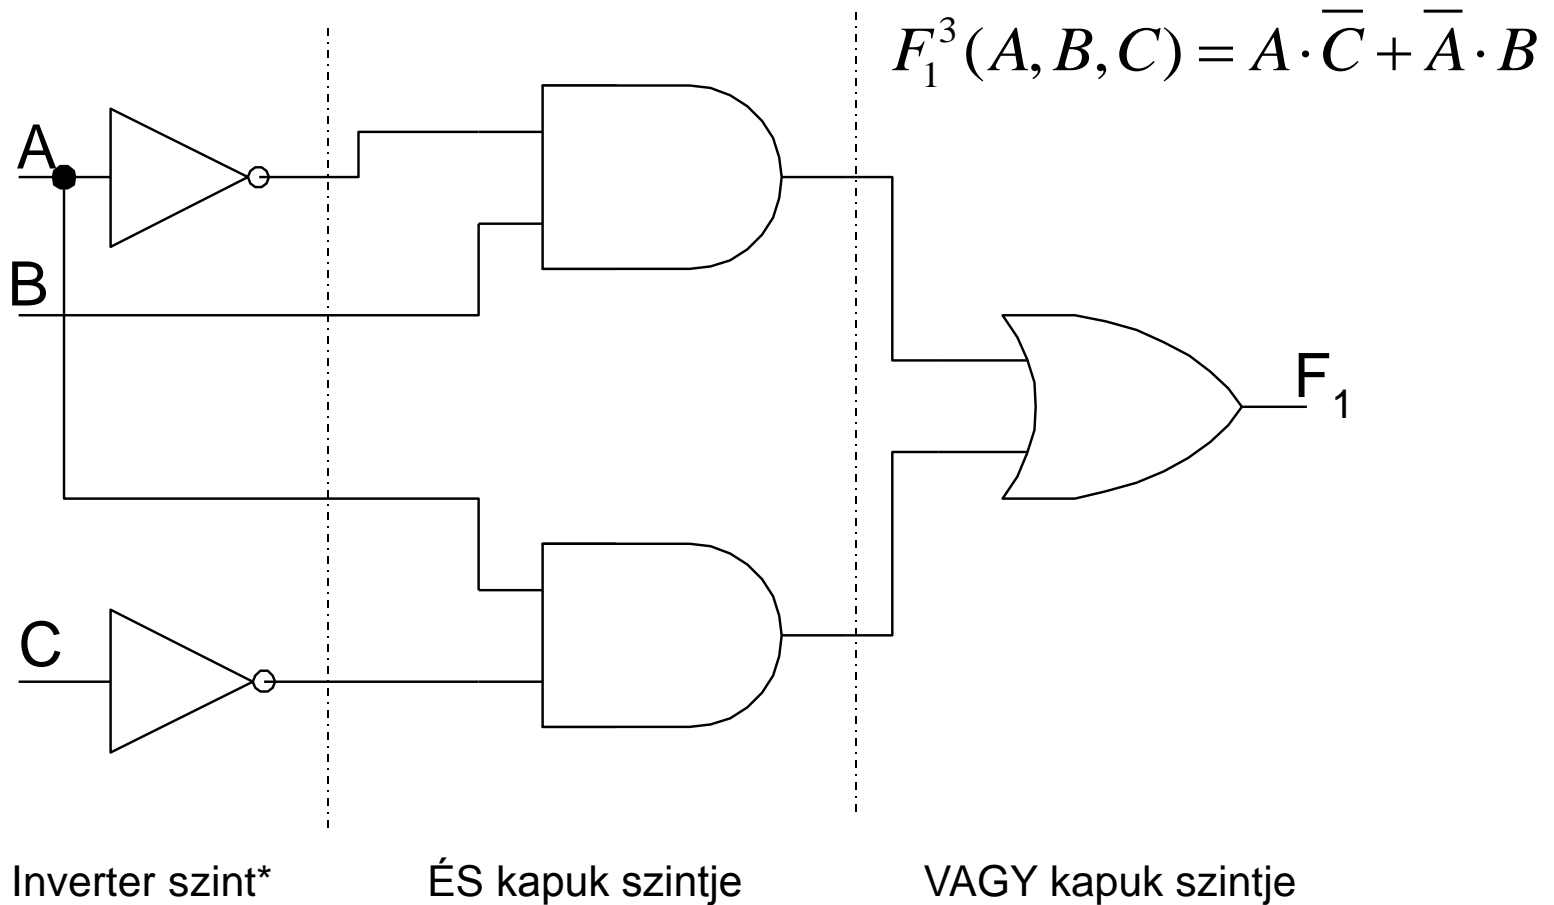 F₁³(A, B, C) = A · C̅ + A̅ · B
A
B
C
F₁
Inverter szint*
ÉS kapuk szintje
VAGY kapuk szintje